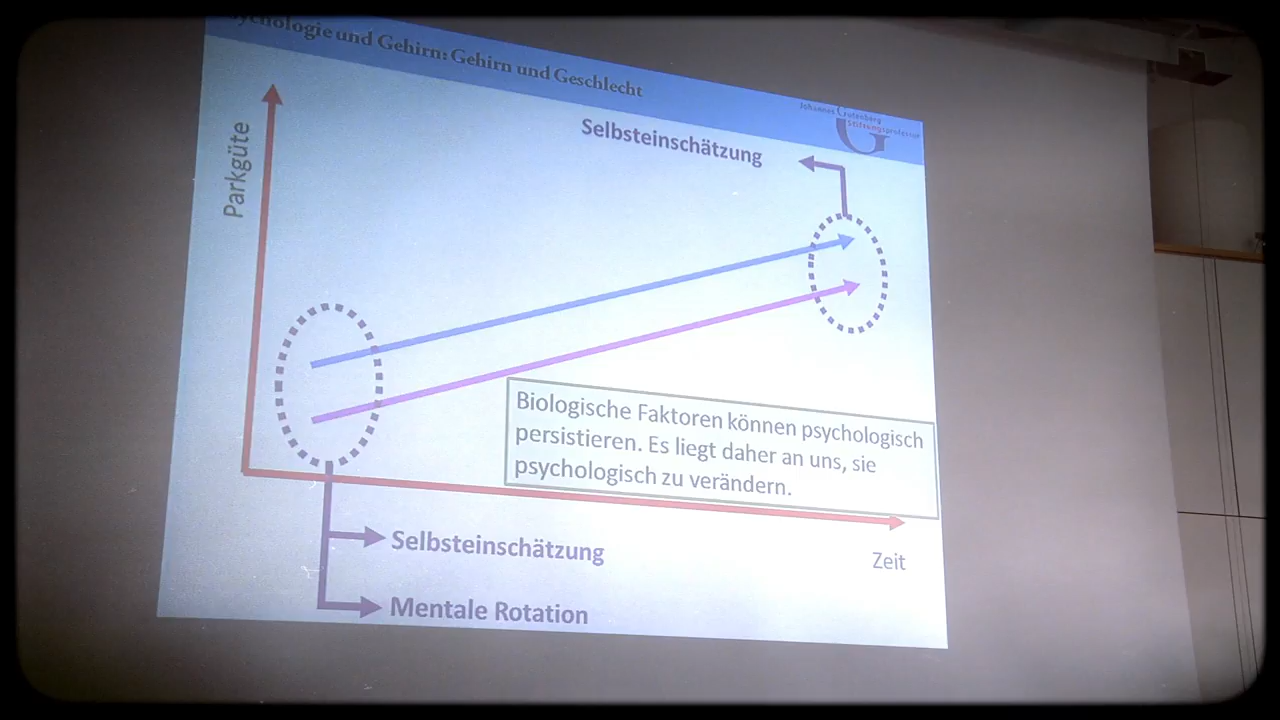 Psychologie und Gehirn: Gehirn und Geschlecht
Johannes Gutenberg
Stiftungsprofessur
Selbsteinschätzung
Parkgüte
Biologische Faktoren können psychologisch
persistieren. Es liegt daher an uns, sie
psychologisch zu verändern.
Zeit
Selbsteinschätzung
Mentale Rotation